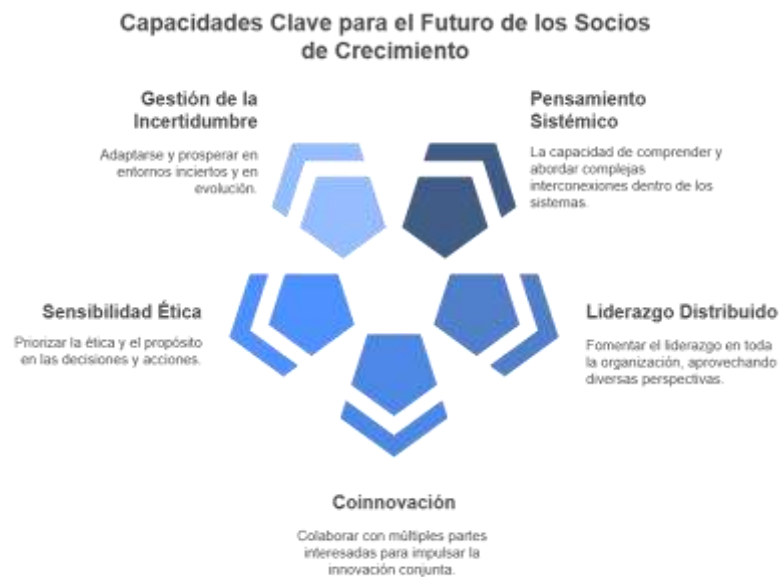 Capacidades Clave para el Futuro de los Socios
de Crecimiento
Gestión de la
Incertidumbre
Adaptarse y prosperar en
entornos inciertos y en
evolución.
Pensamiento
Sistémico
La capacidad de comprender y
abordar complejas
interconexiones dentro de los
sistemas.
Sensibilidad Ética
Priorizar la ética y el propósito
en las decisiones y acciones.
Liderazgo Distribuido
Fomentar el liderazgo en toda
la organización, aprovechando
diversas perspectivas.
Coinnovación
Colaborar con múltiples partes
interesadas para impulsar la
innovación conjunta.